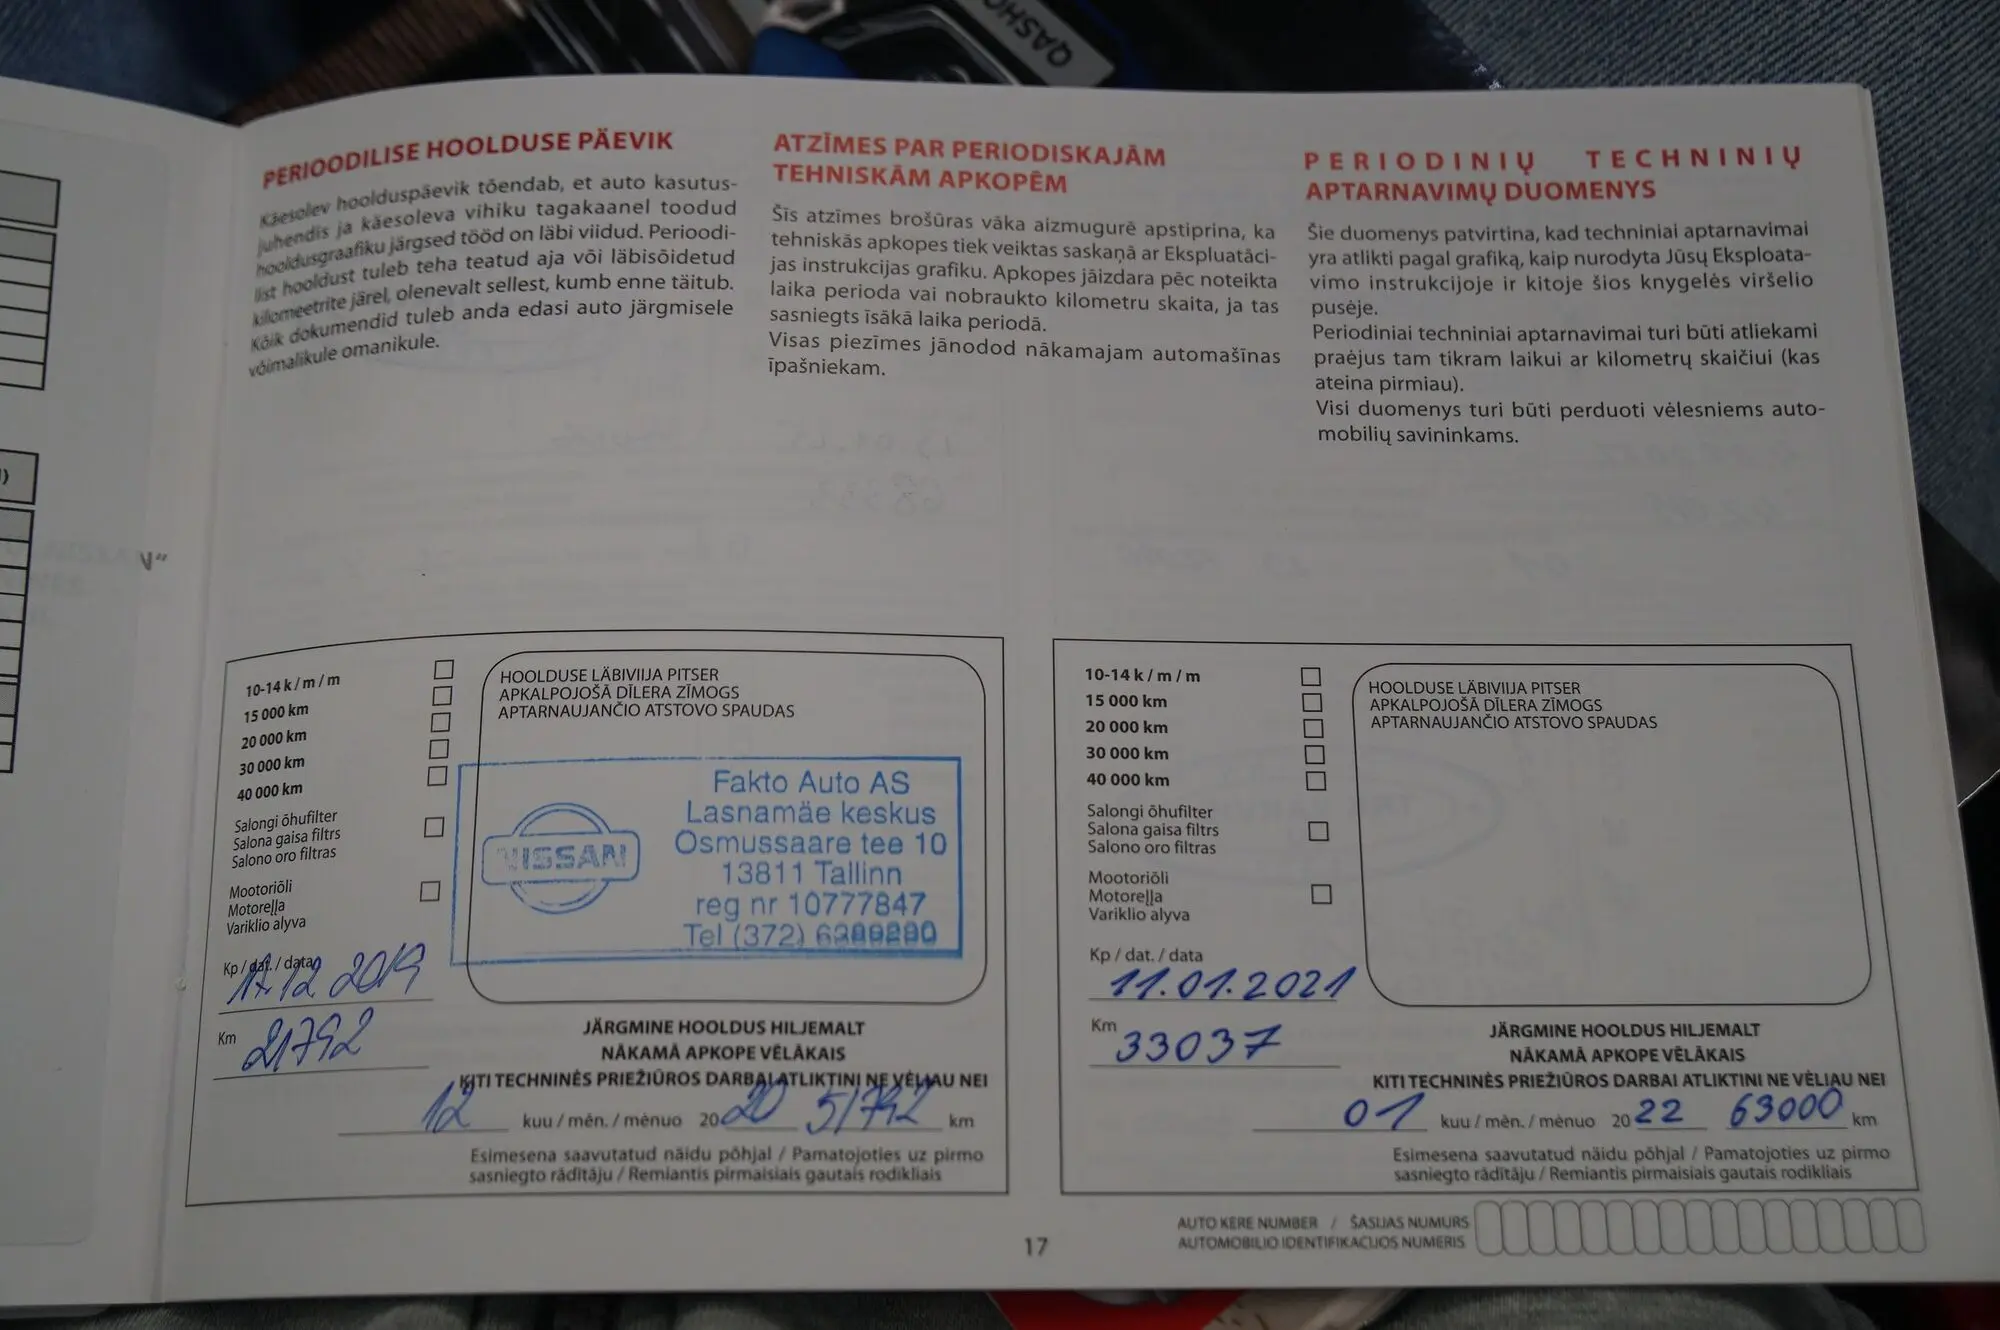 QASHQ
V“
)
PERIOODILISE HOOLDUSE PÄEVIK
Käesolev hoolduspäevik tõendab, et auto kasutus-
juhendis ja käesoleva vihiku tagakaanel toodud
hooldusgraafiku järgsed tööd on läbi viidud. Perioodi-
list hooldust tuleb teha teatud aja või läbisõidetud
kilomeetrite järel, olenevalt sellest, kumb enne täitub.
Kõik dokumendid tuleb anda edasi auto järgmisele
võimalikule omanikule.
ATZĪMES PAR PERIODISKAJĀM
TEHNISKĀM APKOPĒM
Šīs atzīmes brošūras vāka aizmugurē apstiprina, ka
tehniskās apkopes tiek veiktas saskaņā ar Ekspluatāci-
jas instrukcijas grafiku. Apkopes jāizdara pēc noteikta
laika perioda vai nobraukto kilometru skaita, ja tas
sasniegts īsākā laika periodā.
Visas piezīmes jānodod nākamajam automašīnas
īpašniekam.
PERIODINIŲ TECHNINIŲ
APTARNAVIMŲ DUOMENYS
Šie duomenys patvirtina, kad techniniai aptarnavimai
yra atlikti pagal grafiką, kaip nurodyta Jūsų Eksploata-
vimo instrukcijoje ir kitoje šios knygelės viršelio
pusėje.
Periodiniai techniniai aptarnavimai turi būti atliekami
praėjus tam tikram laikui ar kilometrų skaičiui (kas
ateina pirmiau).
Visi duomenys turi būti perduoti vėlesniems auto-
mobilių savininkams.
10-14 k / m / m
15 000 km
20 000 km
30 000 km
40 000 km
Salongi õhufilter
Salona gaisa filtrs
Salono oro filtras
Mootoriõli
Motoreļļa
Variklio alyva
Kp / dat. / data
17.12 2019
Km
21792
HOOLDUSE LÄBIVIIJA PITSER
APKALPOJOŠĀ DĪLERA ZĪMOGS
APTARNAUJANČIO ATSTOVO SPAUDAS
NISSAN
Fakto Auto AS
Lasnamäe keskus
Osmussaare tee 10
13811 Tallinn
reg nr 10777847
Tel (372)
JÄRGMINE HOOLDUS HILJEMALT
NĀKAMĀ APKOPE VĒLĀKAIS
KITI TECHNINĖS PRIEŽIŪROS DARBAI ATLIKTINI NE VĖLIAU NEI
12 kuu / mēn. / mėnuo 2020 51792 km
Esimesena saavutatud näidu põhjal / Pamatojoties uz pirmo
sasniegto rādītāju / Remiantis pirmaisiais gautais rodikliais
10-14 k / m / m
15 000 km
20 000 km
30 000 km
40 000 km
Salongi õhufilter
Salona gaisa filtrs
Salono oro filtras
Mootoriõli
Motoreļļa
Variklio alyva
Kp / dat. / data
11.01.2021
Km
33037
HOOLDUSE LÄBIVIIJA PITSER
APKALPOJOŠĀ DĪLERA ZĪMOGS
APTARNAUJANČIO ATSTOVO SPAUDAS
JÄRGMINE HOOLDUS HILJEMALT
NĀKAMĀ APKOPE VĒLĀKAIS
KITI TECHNINĖS PRIEŽIŪROS DARBAI ATLIKTINI NE VĖLIAU NEI
01 kuu / mēn. / mėnuo 2022 63000 km
Esimesena saavutatud näidu põhjal / Pamatojoties uz pirmo
sasniegto rādītāju / Remiantis pirmaisiais gautais rodikliais
17
AUTO KERE NUMBER / ŠASIJAS NUMURS
AUTOMOBILIO IDENTIFIKACIJOS NUMERIS